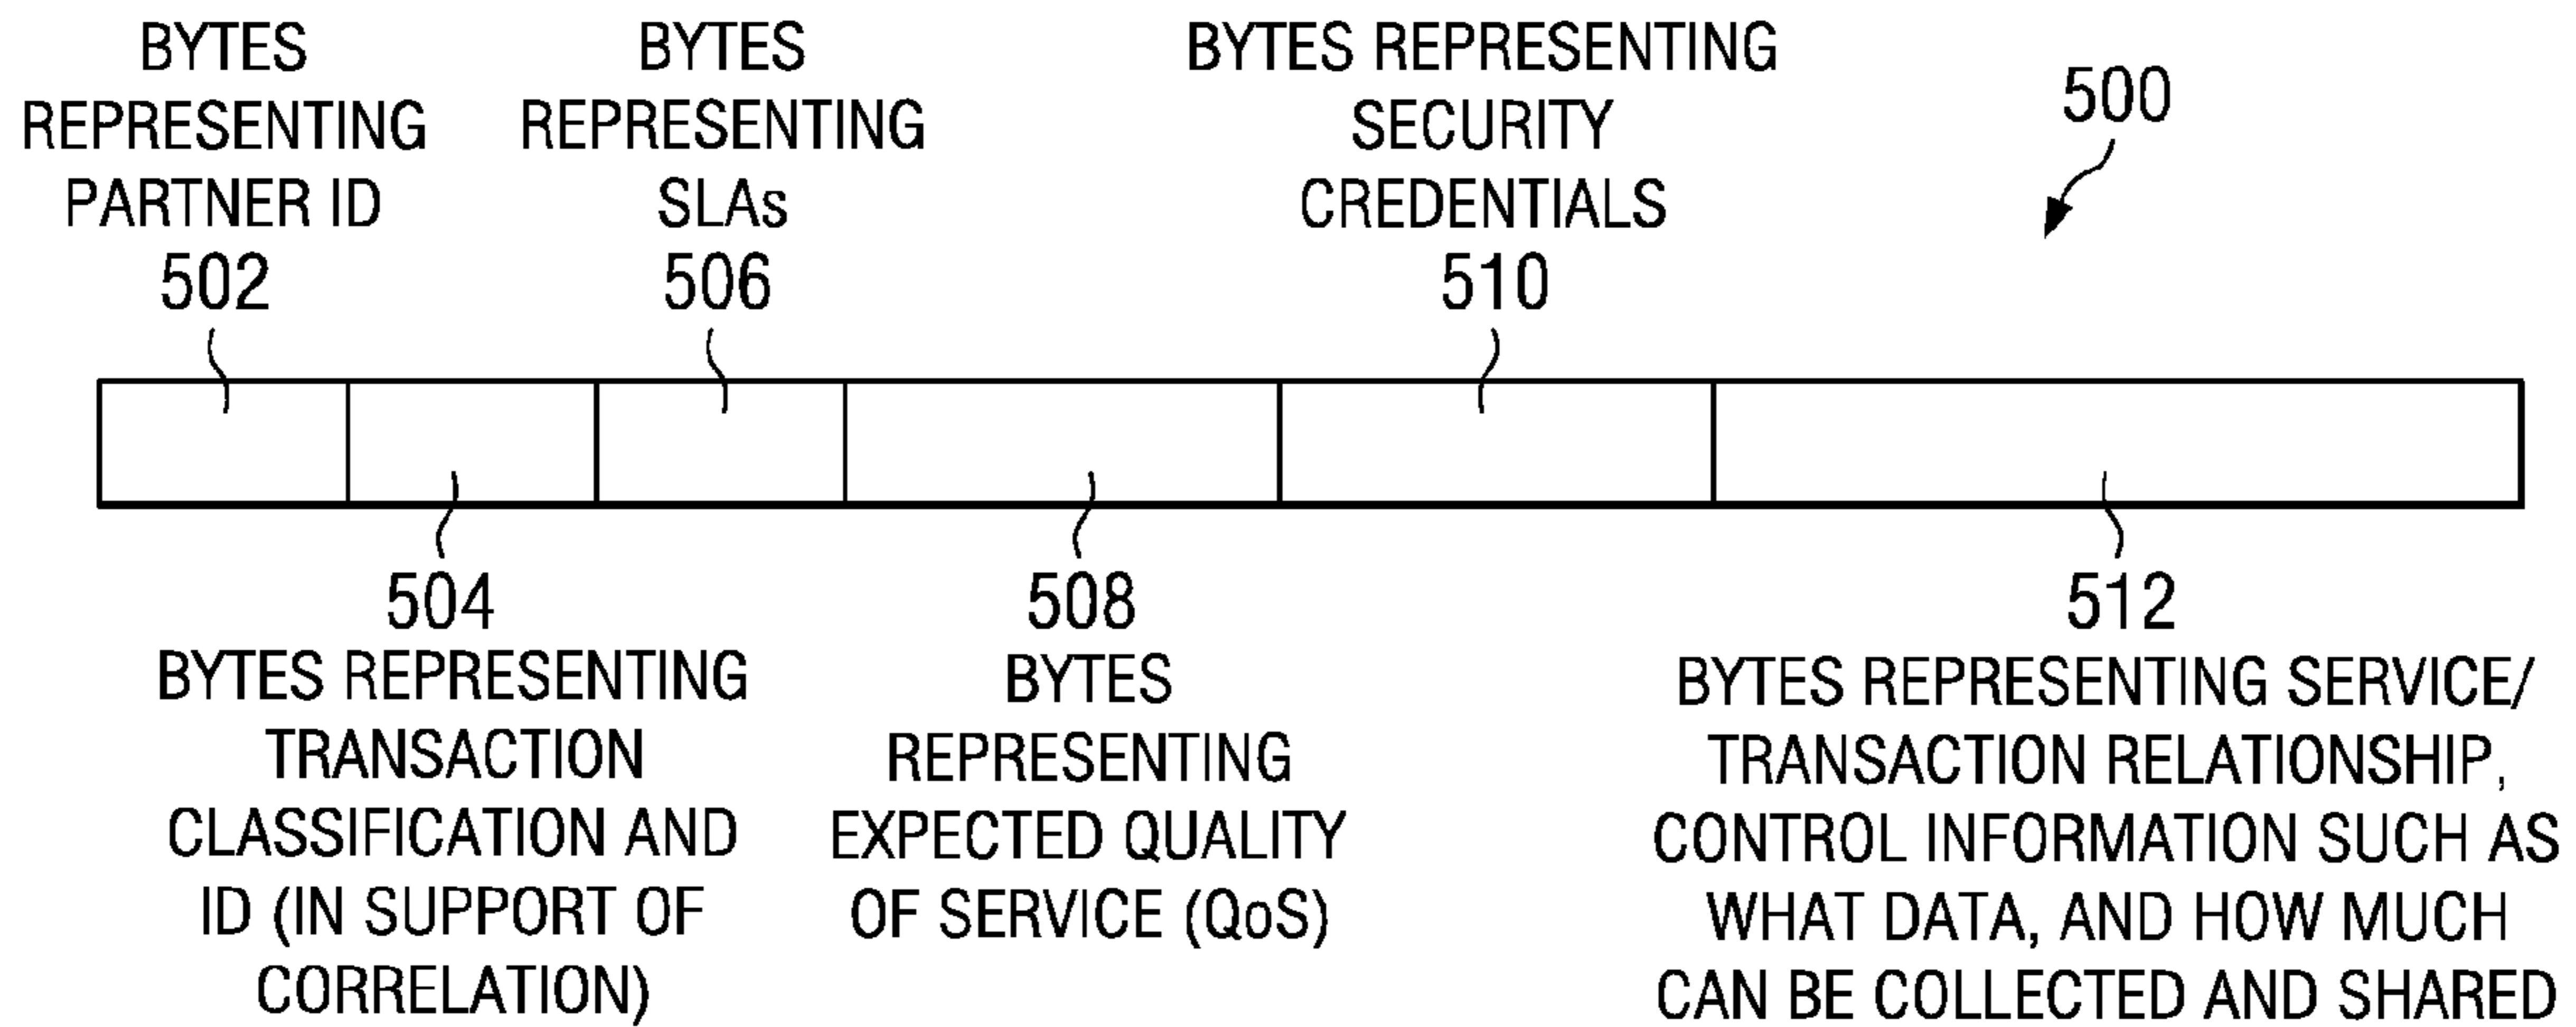 BYTES
REPRESENTING
PARTNER ID
502
BYTES
REPRESENTING
SLAs
506
BYTES REPRESENTING
SECURITY
CREDENTIALS
510
500
504
BYTES REPRESENTING
TRANSACTION
CLASSIFICATION AND
ID (IN SUPPORT OF
CORRELATION)
508
BYTES
REPRESENTING
EXPECTED QUALITY
OF SERVICE (QoS)
512
BYTES REPRESENTING SERVICE/
TRANSACTION RELATIONSHIP,
CONTROL INFORMATION SUCH AS
WHAT DATA, AND HOW MUCH
CAN BE COLLECTED AND SHARED